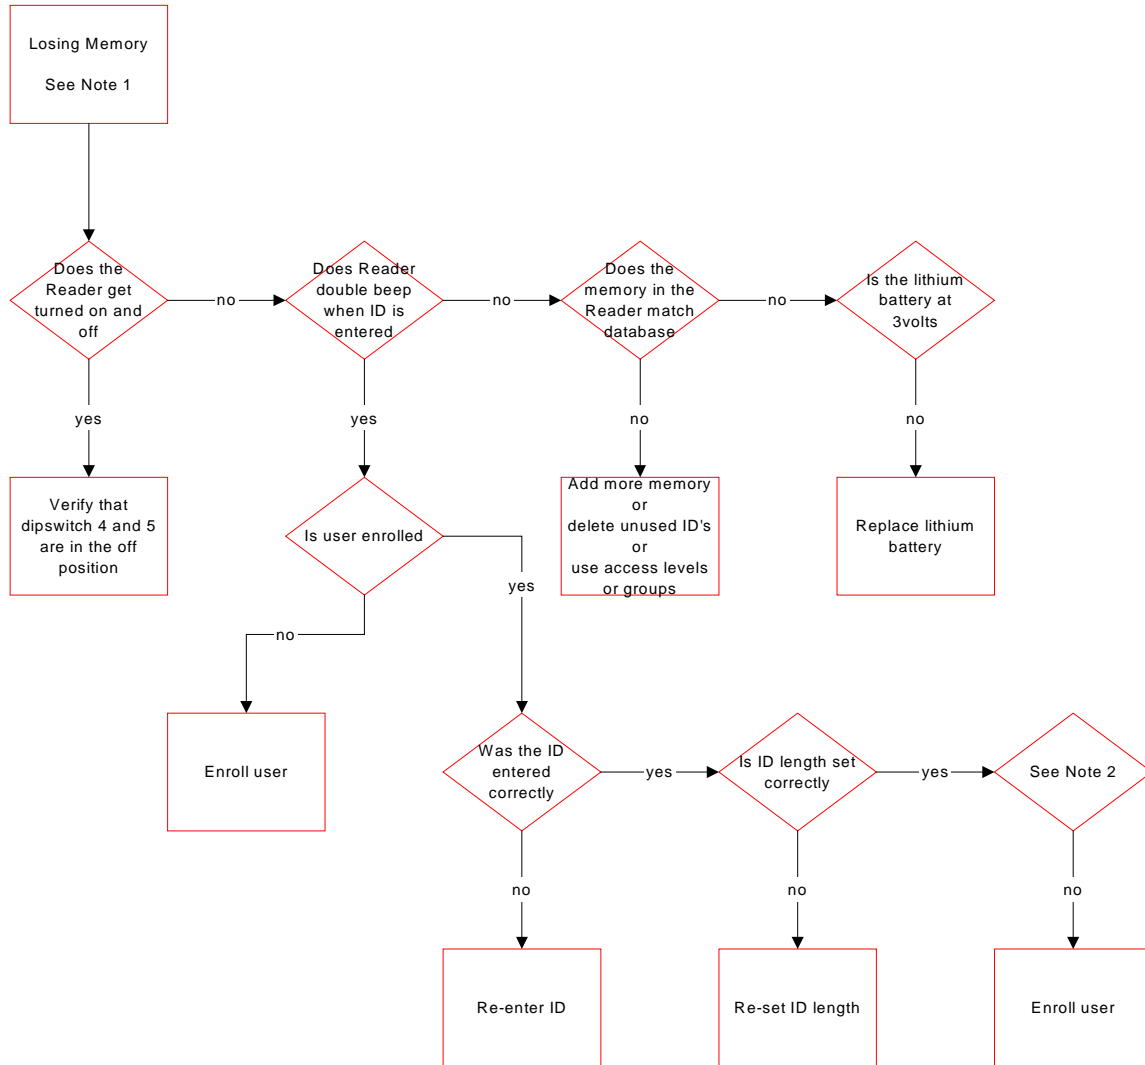 Losing Memory
See Note 1
Does the
Reader get
turned on and
off
no
Does Reader
double beep
when ID is
entered
no
Does the
memory in the
Reader match
database
no
Is the lithium
battery at
3volts
yes
yes
no
no
Verify that
dipswitch 4 and 5
are in the off
position
Is user enrolled
Add more memory
or
delete unused ID's
or
use access levels
or groups
Replace lithium
battery
yes
no
Enroll user
Was the ID
entered
correctly
yes
Is ID length set
correctly
yes
See Note 2
no
no
no
Re-enter ID
Re-set ID length
Enroll user